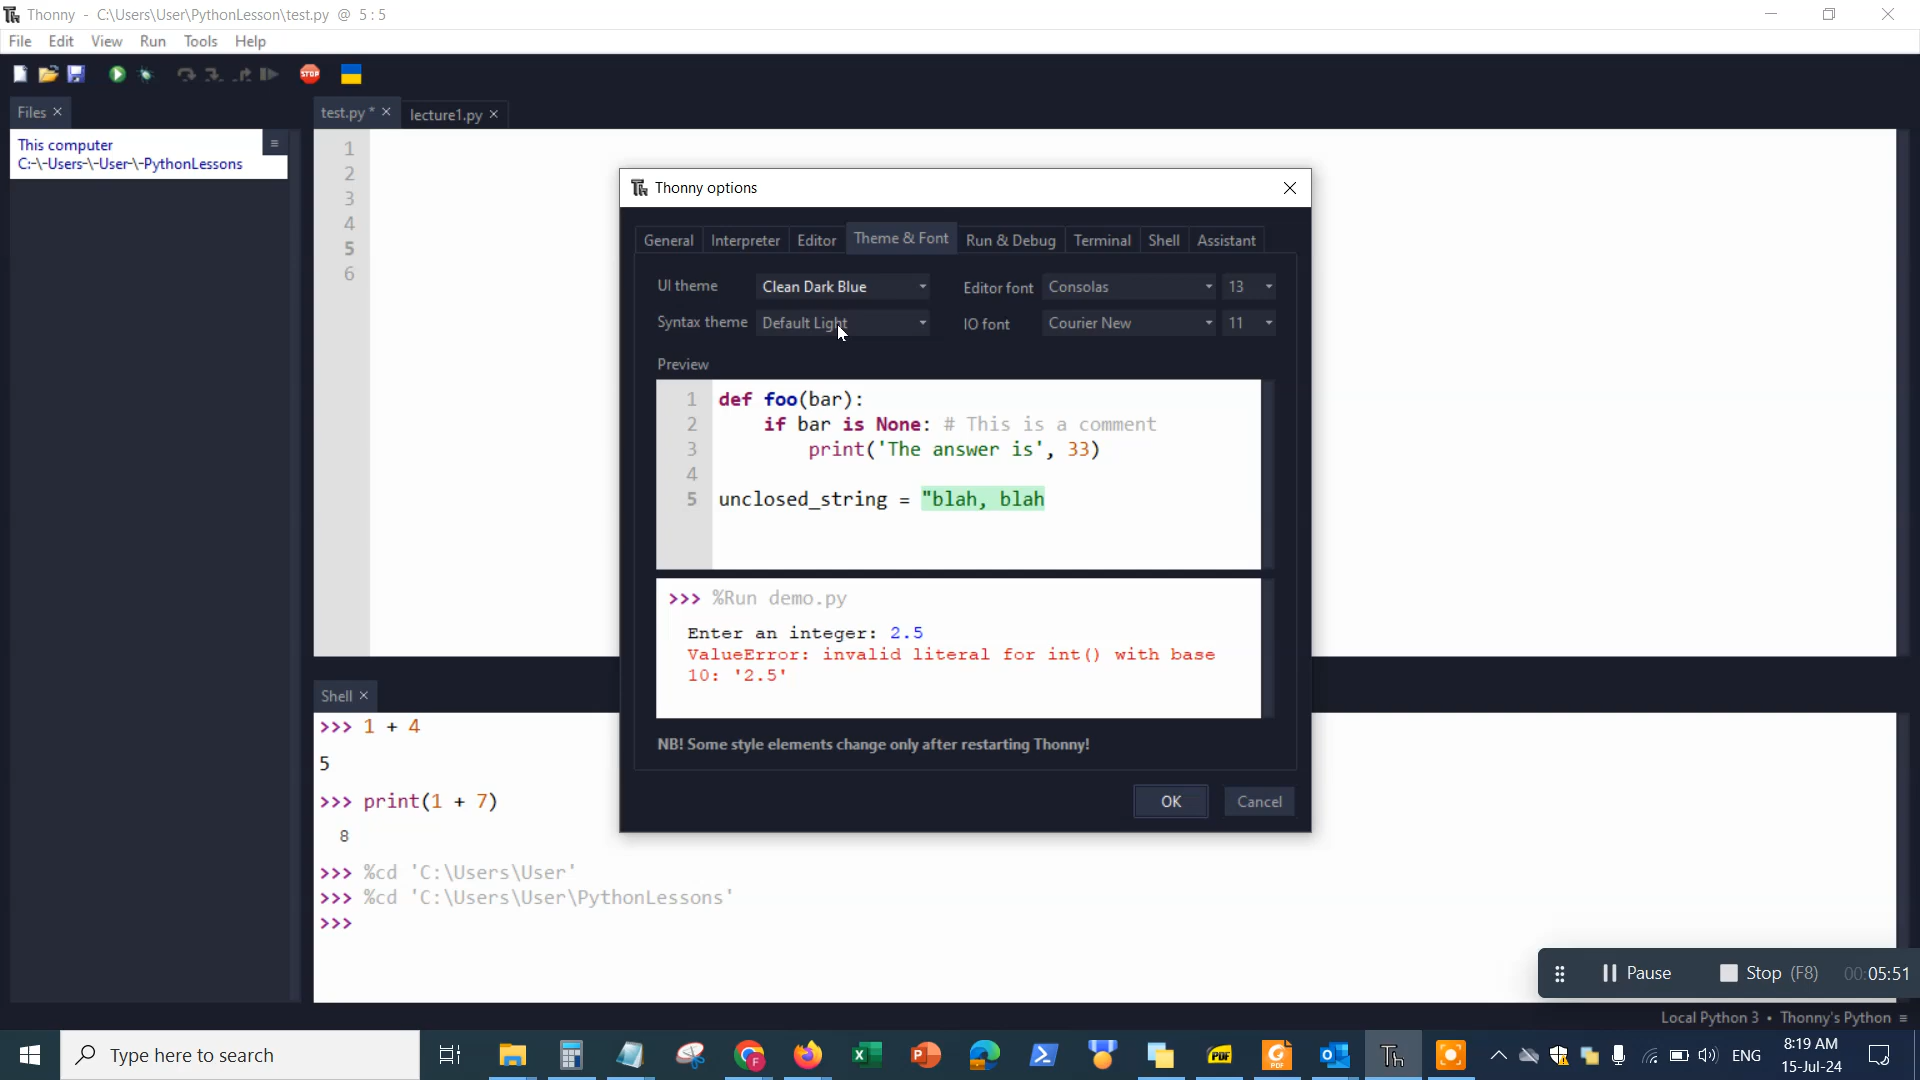 Thonny - C:\Users\User\PythonLesson\test.py @ 5 : 5
File Edit View Run Tools Help
STOP
Files
test.py *
lecture1.py
This computer
C:-\-Users-\-User-\-PythonLessons
1
2
3
4
5
6
Thonny options
General Interpreter Editor Theme & Font Run & Debug Terminal Shell Assistant
UI theme Clean Dark Blue Editor font Consolas 13
Syntax theme Default Light IO font Courier New 11
Preview
1 def foo(bar):
2 if bar is None: # This is a comment
3 print('The answer is', 33)
4
5 unclosed_string = "blah, blah
>>> %Run demo.py
Enter an integer: 2.5
ValueError: invalid literal for int() with base
10: '2.5'
NB! Some style elements change only after restarting Thonny!
OK Cancel
Shell
>>> 1 + 4
5
>>> print(1 + 7)
8
>>> %cd 'C:\Users\User'
>>> %cd 'C:\Users\User\PythonLessons'
>>>
Pause Stop (F8) 00:05:51
Local Python 3 • Thonny's Python
Type here to search
PDF
ENG
8:19 AM
15-Jul-24